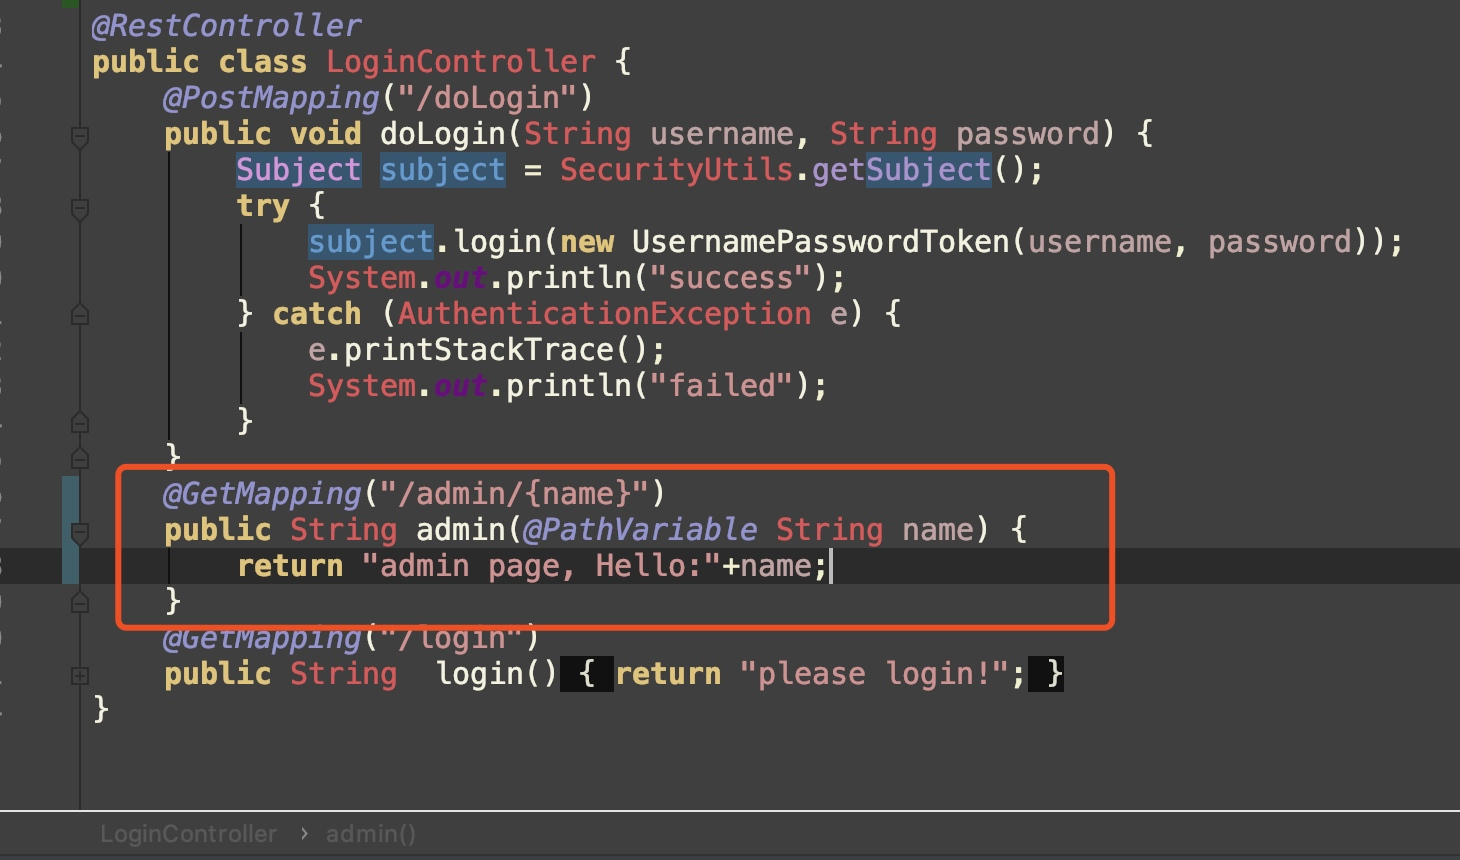 @RestController
public class LoginController {
@PostMapping("/doLogin")
public void doLogin(String username, String password) {
Subject subject = SecurityUtils.getSubject();
try {
subject.login(new UsernamePasswordToken(username, password));
System.out.println("success");
} catch (AuthenticationException e) {
e.printStackTrace();
System.out.println("failed");
}
}
@GetMapping("/admin/{name}")
public String admin(@PathVariable String name) {
return "admin page, Hello:"+name;
}
@GetMapping("/login")
public String login() { return "please login!"; }
}
LoginController › admin()